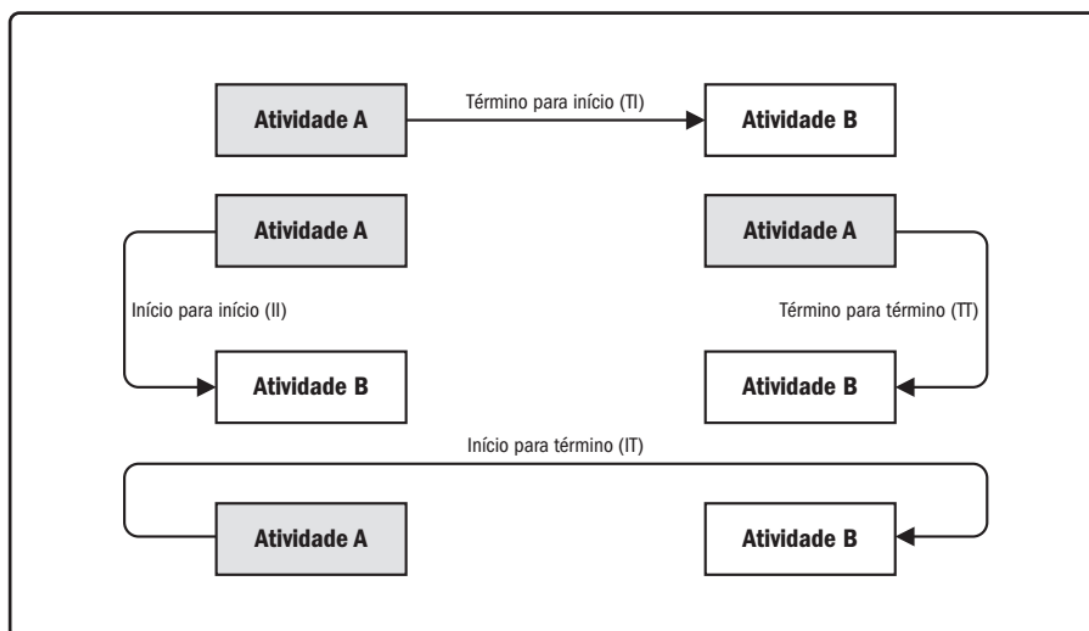 Atividade A
Término para início (TI)
Atividade B
Atividade A
Atividade A
Início para início (II)
Término para término (TT)
Atividade B
Atividade B
Início para término (IT)
Atividade A
Atividade B